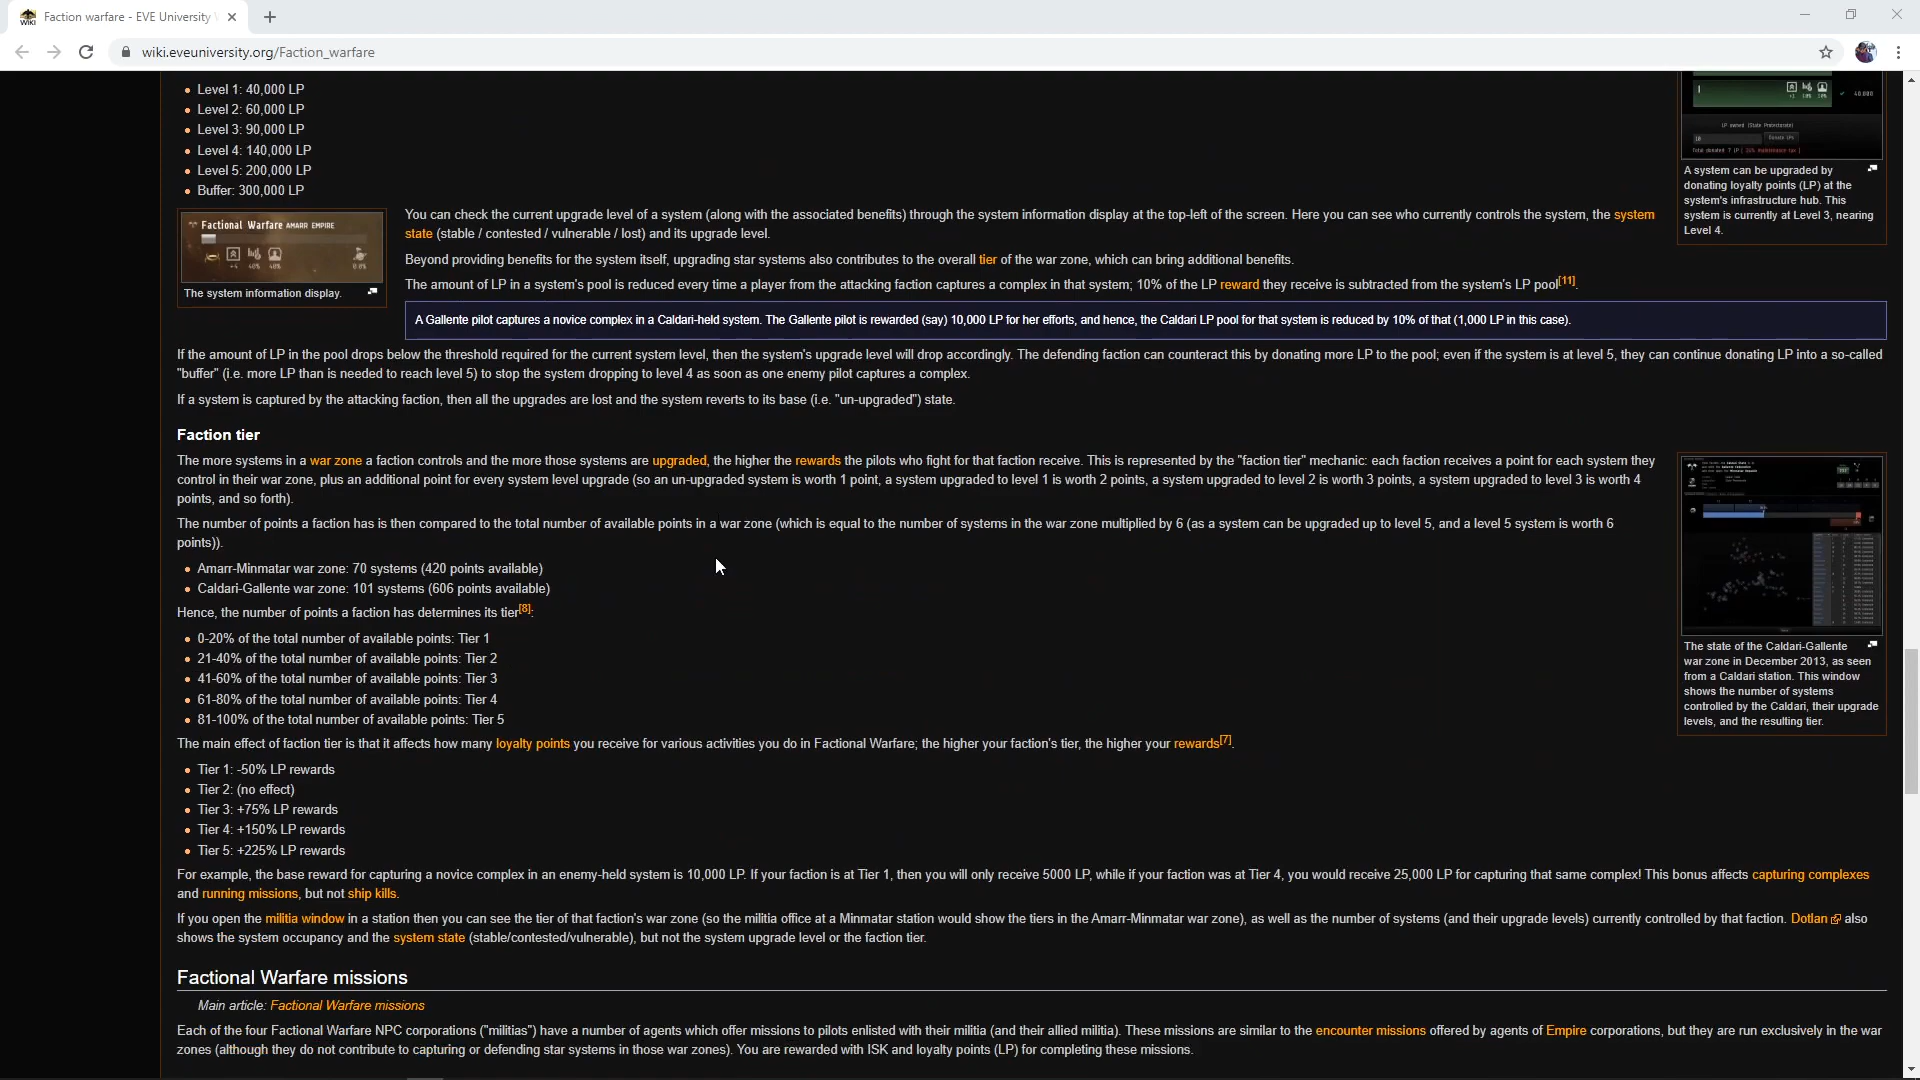 Faction warfare - EVE University
wiki.eveuniversity.org/Faction_warfare
Level 1: 40,000 LP
Level 2: 60,000 LP
Level 3: 90,000 LP
Level 4: 140,000 LP
Level 5: 200,000 LP
Buffer: 300,000 LP
40,000
LP owned (State Protectorate)
10
Donate LPs
A system can be upgraded by
donating loyalty points (LP) at the
system's infrastructure hub. This
system is currently at Level 3, nearing
Level 4.
Factional Warfare AMARR EMPIRE
The system information display.
You can check the current upgrade level of a system (along with the associated benefits) through the system information display at the top-left of the screen. Here you can see who currently controls the system, the system
state (stable / contested / vulnerable / lost) and its upgrade level.
Beyond providing benefits for the system itself, upgrading star systems also contributes to the overall tier of the war zone, which can bring additional benefits.
The amount of LP in a system's pool is reduced every time a player from the attacking faction captures a complex in that system; 10% of the LP reward they receive is subtracted from the system's LP pool[11].
A Gallente pilot captures a novice complex in a Caldari-held system. The Gallente pilot is rewarded (say) 10,000 LP for her efforts, and hence, the Caldari LP pool for that system is reduced by 10% of that (1,000 LP in this case).
If the amount of LP in the pool drops below the threshold required for the current system level, then the system's upgrade level will drop accordingly. The defending faction can counteract this by donating more LP to the pool; even if the system is at level 5, they can continue donating LP into a so-called
"buffer" (i.e. more LP than is needed to reach level 5) to stop the system dropping to level 4 as soon as one enemy pilot captures a complex.
If a system is captured by the attacking faction, then all the upgrades are lost and the system reverts to its base (i.e. "un-upgraded") state.
Faction tier
The more systems in a war zone a faction controls and the more those systems are upgraded, the higher the rewards the pilots who fight for that faction receive. This is represented by the "faction tier" mechanic: each faction receives a point for each system they
control in their war zone, plus an additional point for every system level upgrade (so an un-upgraded system is worth 1 point, a system upgraded to level 1 is worth 2 points, a system upgraded to level 2 is worth 3 points, a system upgraded to level 3 is worth 4
points, and so forth).
The number of points a faction has is then compared to the total number of available points in a war zone (which is equal to the number of systems in the war zone multiplied by 6 (as a system can be upgraded up to level 5, and a level 5 system is worth 6
points)).
Amarr-Minmatar war zone: 70 systems (420 points available)
Caldari-Gallente war zone: 101 systems (606 points available)
Hence, the number of points a faction has determines its tier[8]:
0-20% of the total number of available points: Tier 1
21-40% of the total number of available points: Tier 2
41-60% of the total number of available points: Tier 3
61-80% of the total number of available points: Tier 4
81-100% of the total number of available points: Tier 5
The state of the Caldari-Gallente
war zone in December 2013, as seen
from a Caldari station. This window
shows the number of systems
controlled by the Caldari, their upgrade
levels, and the resulting tier.
The main effect of faction tier is that it affects how many loyalty points you receive for various activities you do in Factional Warfare; the higher your faction's tier, the higher your rewards[7].
Tier 1: -50% LP rewards
Tier 2: (no effect)
Tier 3: +75% LP rewards
Tier 4: +150% LP rewards
Tier 5: +225% LP rewards
For example, the base reward for capturing a novice complex in an enemy-held system is 10,000 LP. If your faction is at Tier 1, then you will only receive 5000 LP, while if your faction was at Tier 4, you would receive 25,000 LP for capturing that same complex! This bonus affects capturing complexes
and running missions, but not ship kills.
If you open the militia window in a station then you can see the tier of that faction's war zone (so the militia office at a Minmatar station would show the tiers in the Amarr-Minmatar war zone), as well as the number of systems (and their upgrade levels) currently controlled by that faction. Dotlan also
shows the system occupancy and the system state (stable/contested/vulnerable), but not the system upgrade level or the faction tier.
Factional Warfare missions
Main article: Factional Warfare missions
Each of the four Factional Warfare NPC corporations ("militias") have a number of agents which offer missions to pilots enlisted with their militia (and their allied militia). These missions are similar to the encounter missions offered by agents of Empire corporations, but they are run exclusively in the war
zones (although they do not contribute to capturing or defending star systems in those war zones). You are rewarded with ISK and loyalty points (LP) for completing these missions.